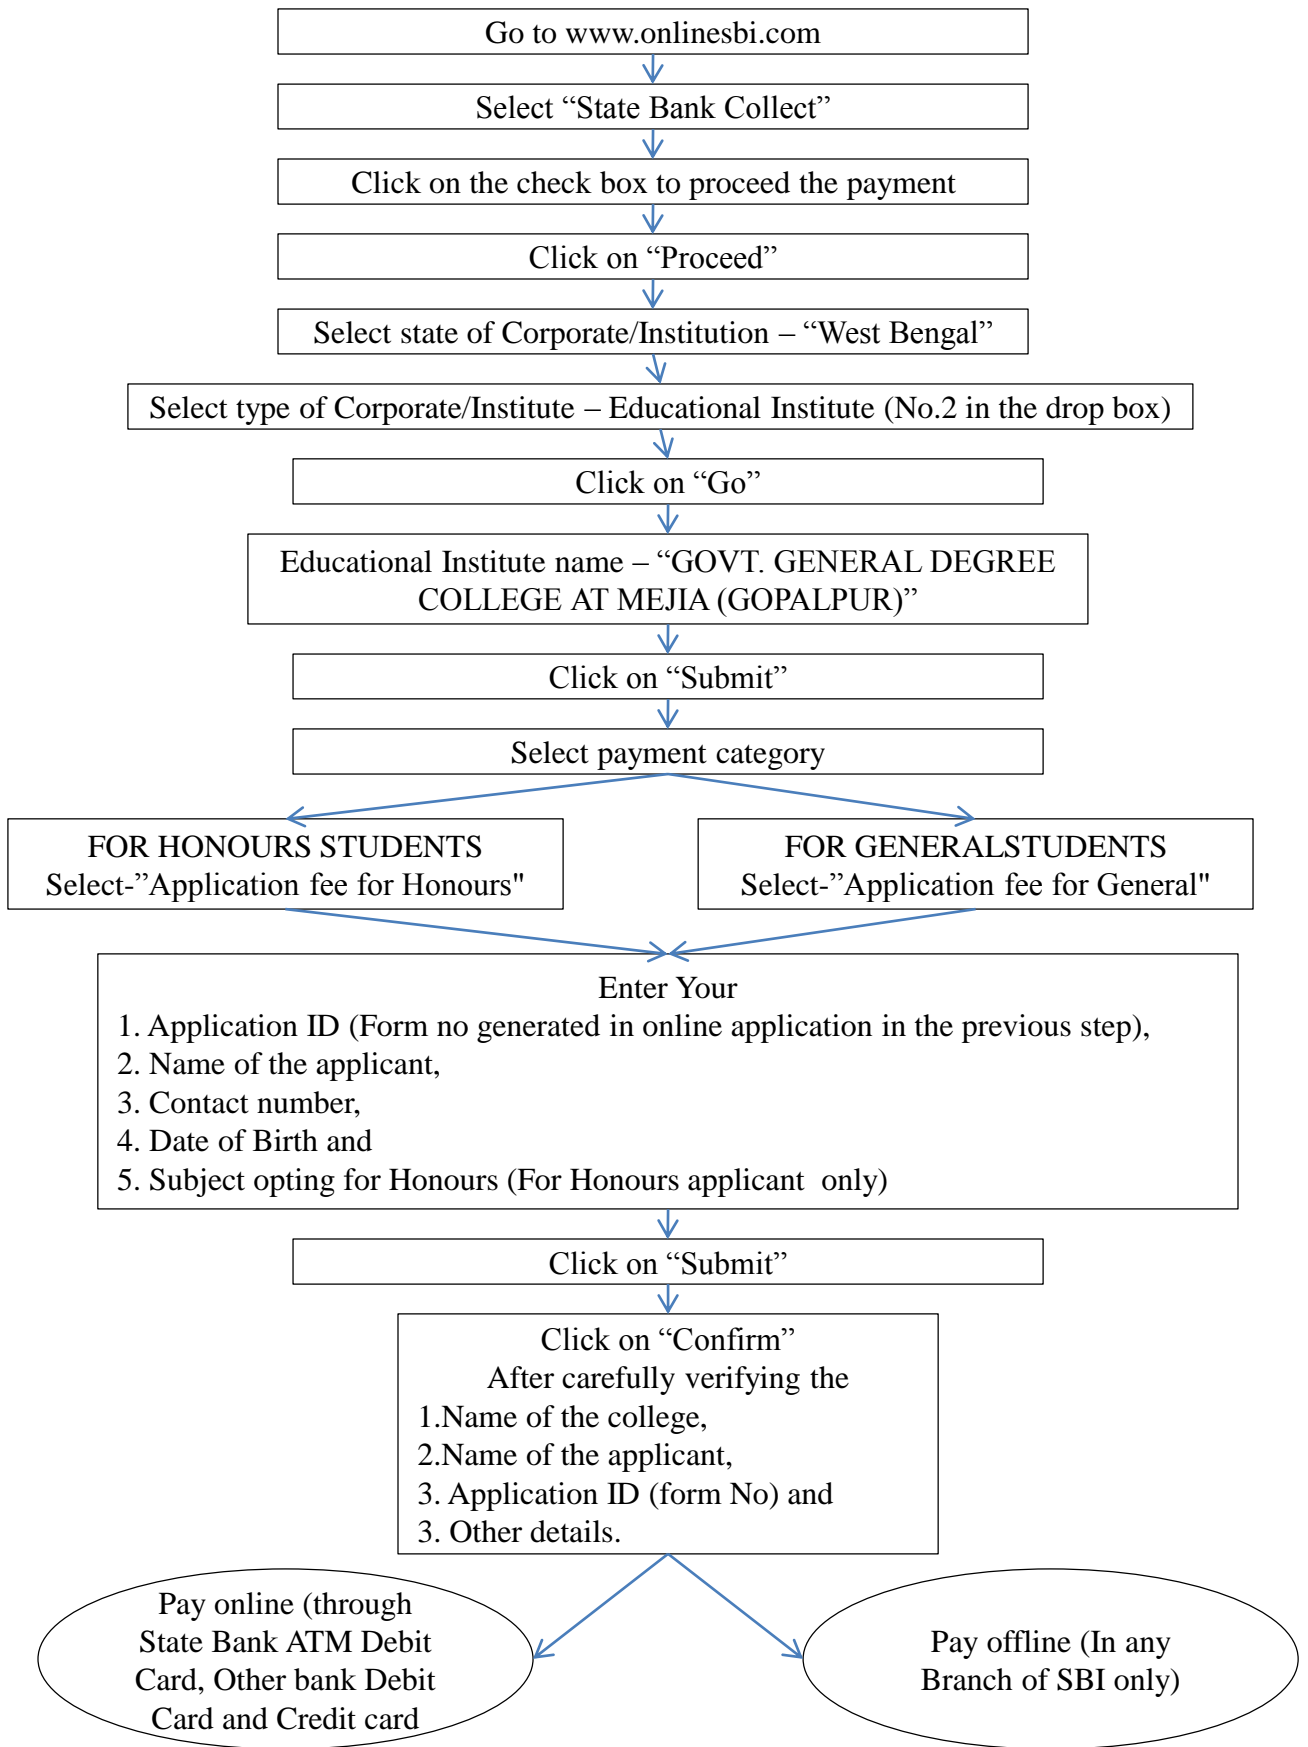 Go to www.onlinesbi.com
Select “State Bank Collect”
Click on the check box to proceed the payment
Click on “Proceed”
Select state of Corporate/Institution – “West Bengal”
Select type of Corporate/Institute – Educational Institute (No.2 in the drop box)
Click on “Go”
Educational Institute name – “GOVT. GENERAL DEGREE
COLLEGE AT MEJIA (GOPALPUR)”
Click on “Submit”
Select payment category
FOR HONOURS STUDENTS
Select-”Application fee for Honours"
FOR GENERALSTUDENTS
Select-”Application fee for General"
Enter Your
1. Application ID (Form no generated in online application in the previous step),
2. Name of the applicant,
3. Contact number,
4. Date of Birth and
5. Subject opting for Honours (For Honours applicant  only)
Click on “Submit”
Click on “Confirm”
After carefully verifying the
1.Name of the college,
2.Name of the applicant,
3. Application ID (form No) and
3. Other details.
Pay online (through
State Bank ATM Debit
Card, Other bank Debit
Card and Credit card
Pay offline (In any
Branch of SBI only)